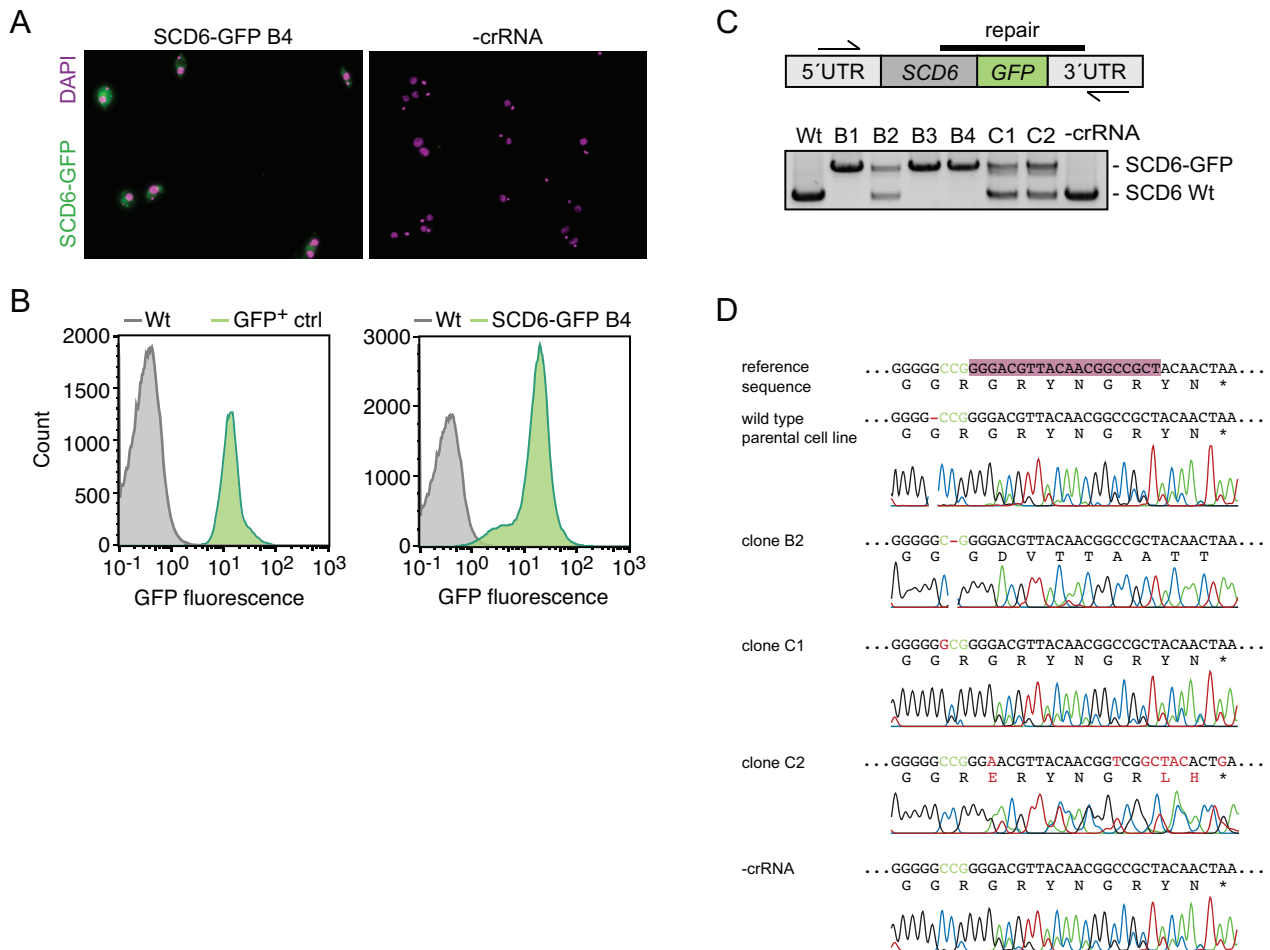 A
SCD6-GFP B4
-crRNA
SCD6-GFP DAPI
B
Wt GFP+ ctrl
Count
2000
1500
1000
500
0
10-1 100 101 102 103
GFP fluorescence
Wt SCD6-GFP B4
3000
2000
1000
0
10-1 100 101 102 103
GFP fluorescence
C
repair
5´UTR SCD6 GFP 3´UTR
Wt B1 B2 B3 B4 C1 C2 -crRNA
- SCD6-GFP
- SCD6 Wt
D
reference sequence
...GGGGGCCGGGGACGTTACAACGGCCGCTACAACTAA...
G G R G R Y N G R Y N *
wild type parental cell line
...GGGG-CCGGGGACGTTACAACGGCCGCTACAACTAA...
G G R G R Y N G R Y N *
clone B2
...GGGGGC-GGGGACGTTACAACGGCCGCTACAACTAA...
G G G D V T T A A T T
clone C1
...GGGGGGCGGGGACGTTACAACGGCCGCTACAACTAA...
G G R G R Y N G R Y N *
clone C2
...GGGGGCCGGGAACGTTACAACGGTCGGCTACACTGA...
G G R E R Y N G R L H *
-crRNA
...GGGGGCCGGGGACGTTACAACGGCCGCTACAACTAA...
G G R G R Y N G R Y N *